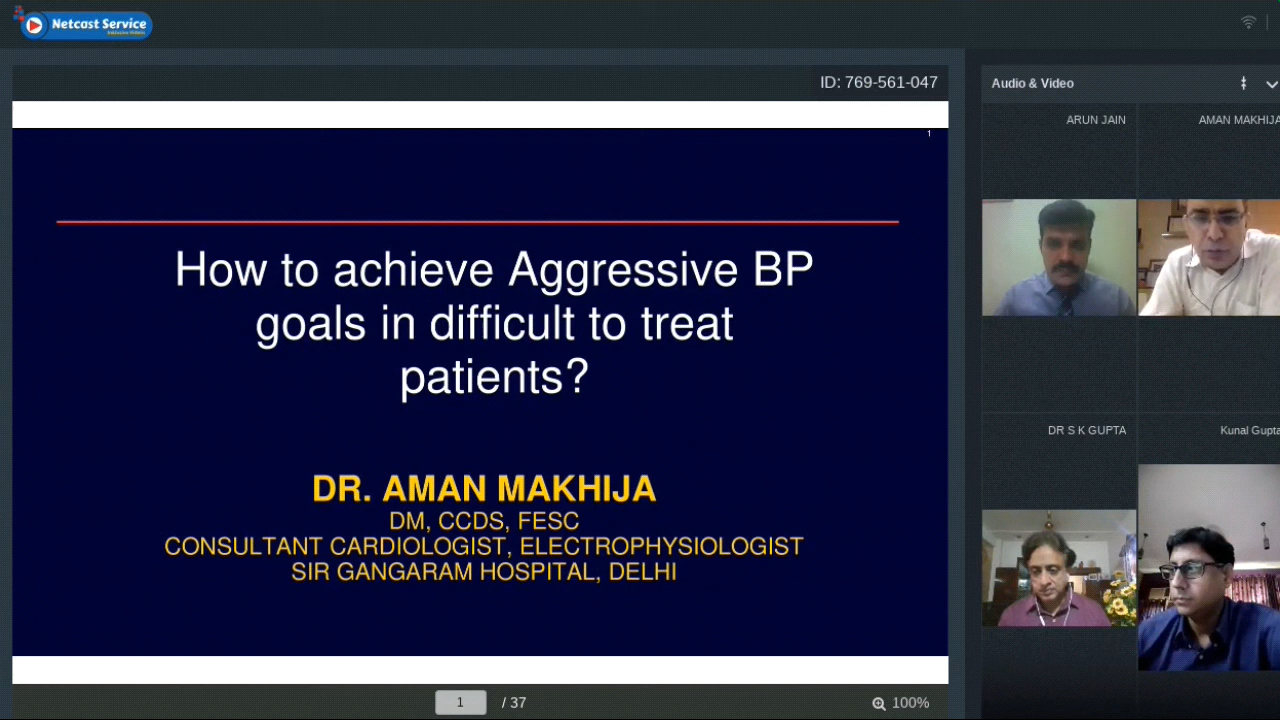 Netcast Service
ID: 769-561-047
1
How to achieve Aggressive BP
goals in difficult to treat
patients?
DR. AMAN MAKHIJA
DM, CCDS, FESC
CONSULTANT CARDIOLOGIST, ELECTROPHYSIOLOGIST
SIR GANGARAM HOSPITAL, DELHI
1 / 37
100%
Audio & Video
ARUN JAIN
AMAN MAKHIJA
DR S K GUPTA
Kunal Gupta